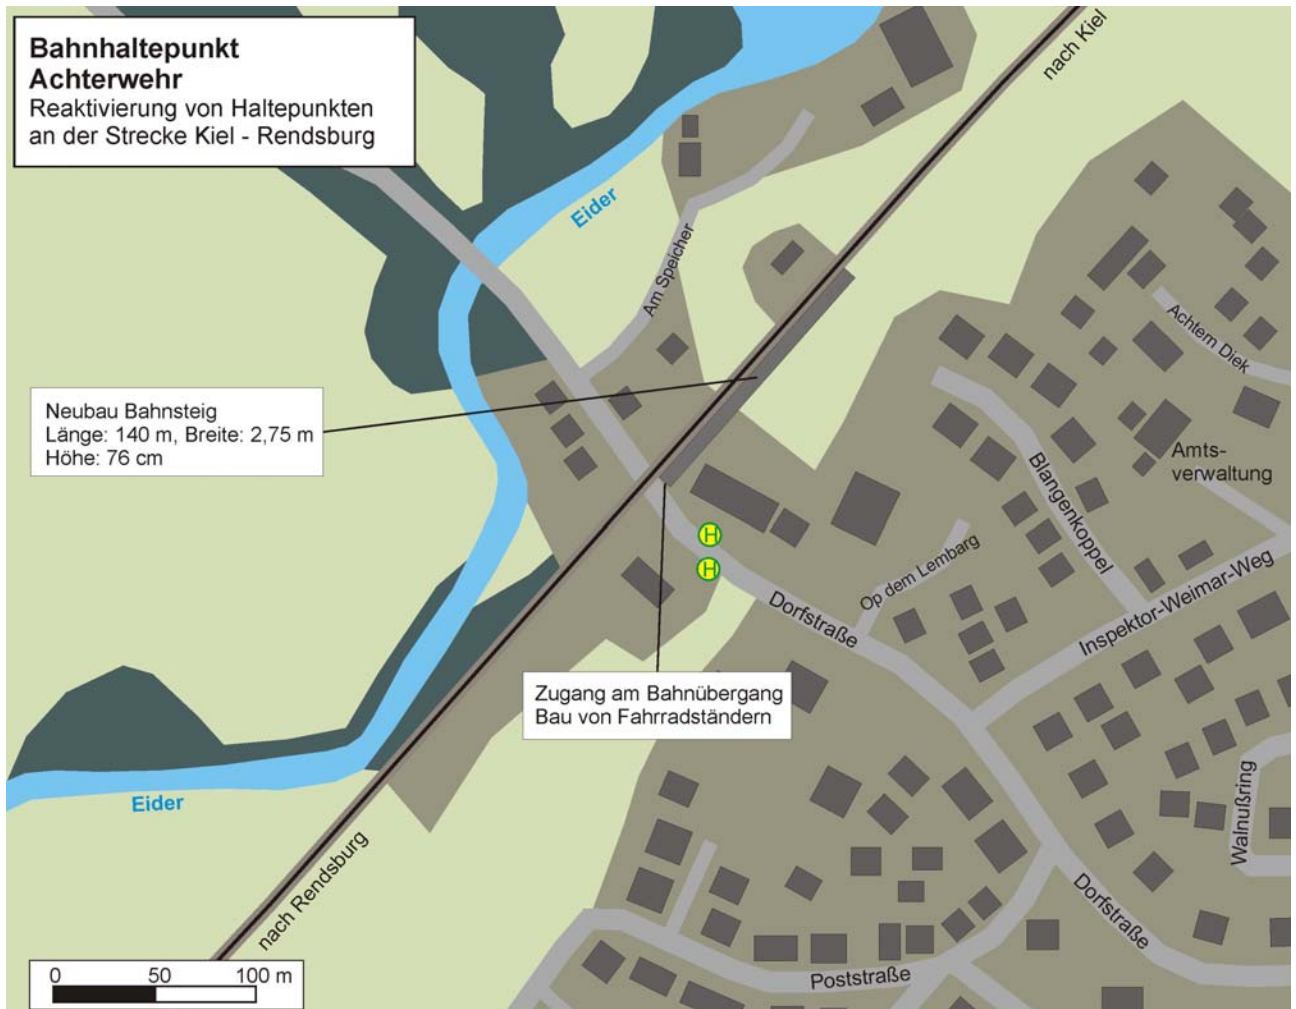 Bahnhaltepunkt
Achterwehr
Reaktivierung von Haltepunkten
an der Strecke Kiel - Rendsburg
nach Kiel
Eider
Am Speicher
Achtern Diek
Neubau Bahnsteig
Länge: 140 m, Breite: 2,75 m
Höhe: 76 cm
Amts-
verwaltung
Blangenkoppel
H
H
Op dem Lembarg
Dorfstraße
Inspektor-Weimar-Weg
Zugang am Bahnübergang
Bau von Fahrradständern
Eider
Walnußring
nach Rendsburg
Dorfstraße
Poststraße
0 50 100 m